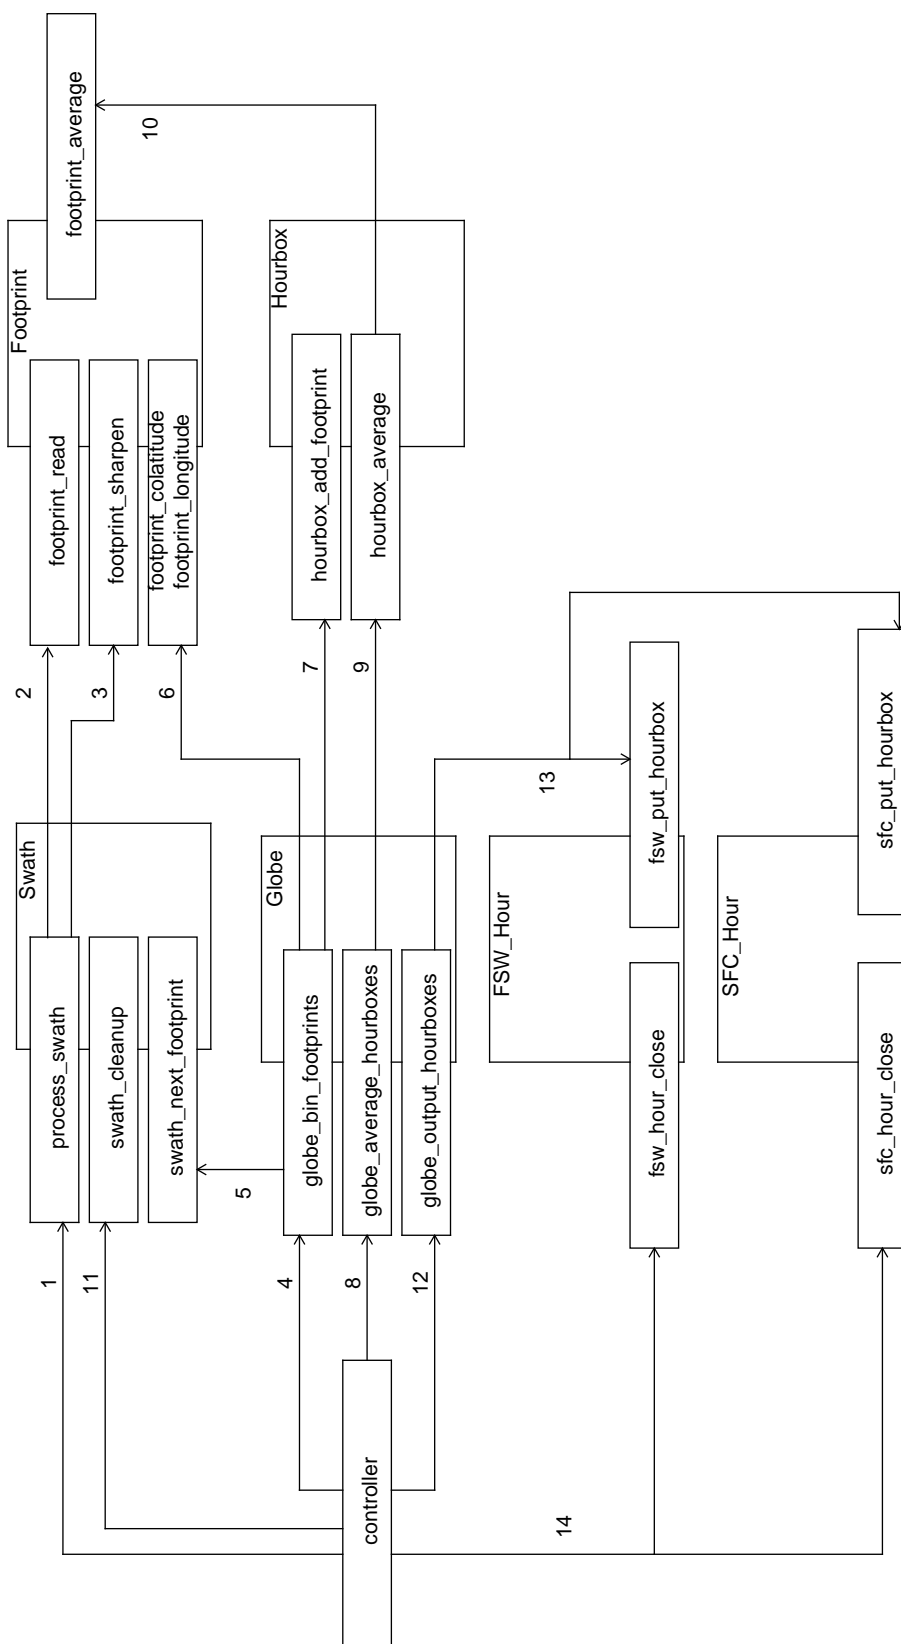 Swath
process_swath
swath_cleanup
swath_next_footprint
Footprint
footprint_read
footprint_sharpen
footprint_colatitude
footprint_longitude
footprint_average
Globe
globe_bin_footprints
globe_average_hourboxes
globe_output_hourboxes
Hourbox
hourbox_add_footprint
hourbox_average
controller
FSW_Hour
fsw_hour_close
fsw_put_hourbox
SFC_Hour
sfc_hour_close
sfc_put_hourbox
1
11
2
3
6
5
4
8
12
7
9
10
13
14